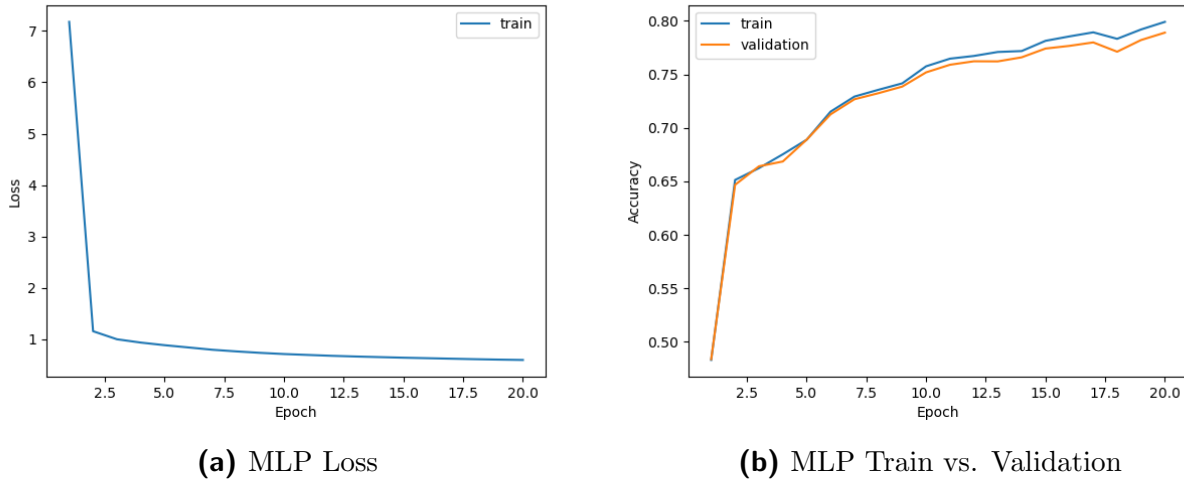 train
7
6
5
4
3
2
1
Loss
2.5 5.0 7.5 10.0 12.5 15.0 17.5 20.0
Epoch
(a) MLP Loss
train
validation
0.80
0.75
0.70
0.65
0.60
0.55
0.50
Accuracy
2.5 5.0 7.5 10.0 12.5 15.0 17.5 20.0
Epoch
(b) MLP Train vs. Validation